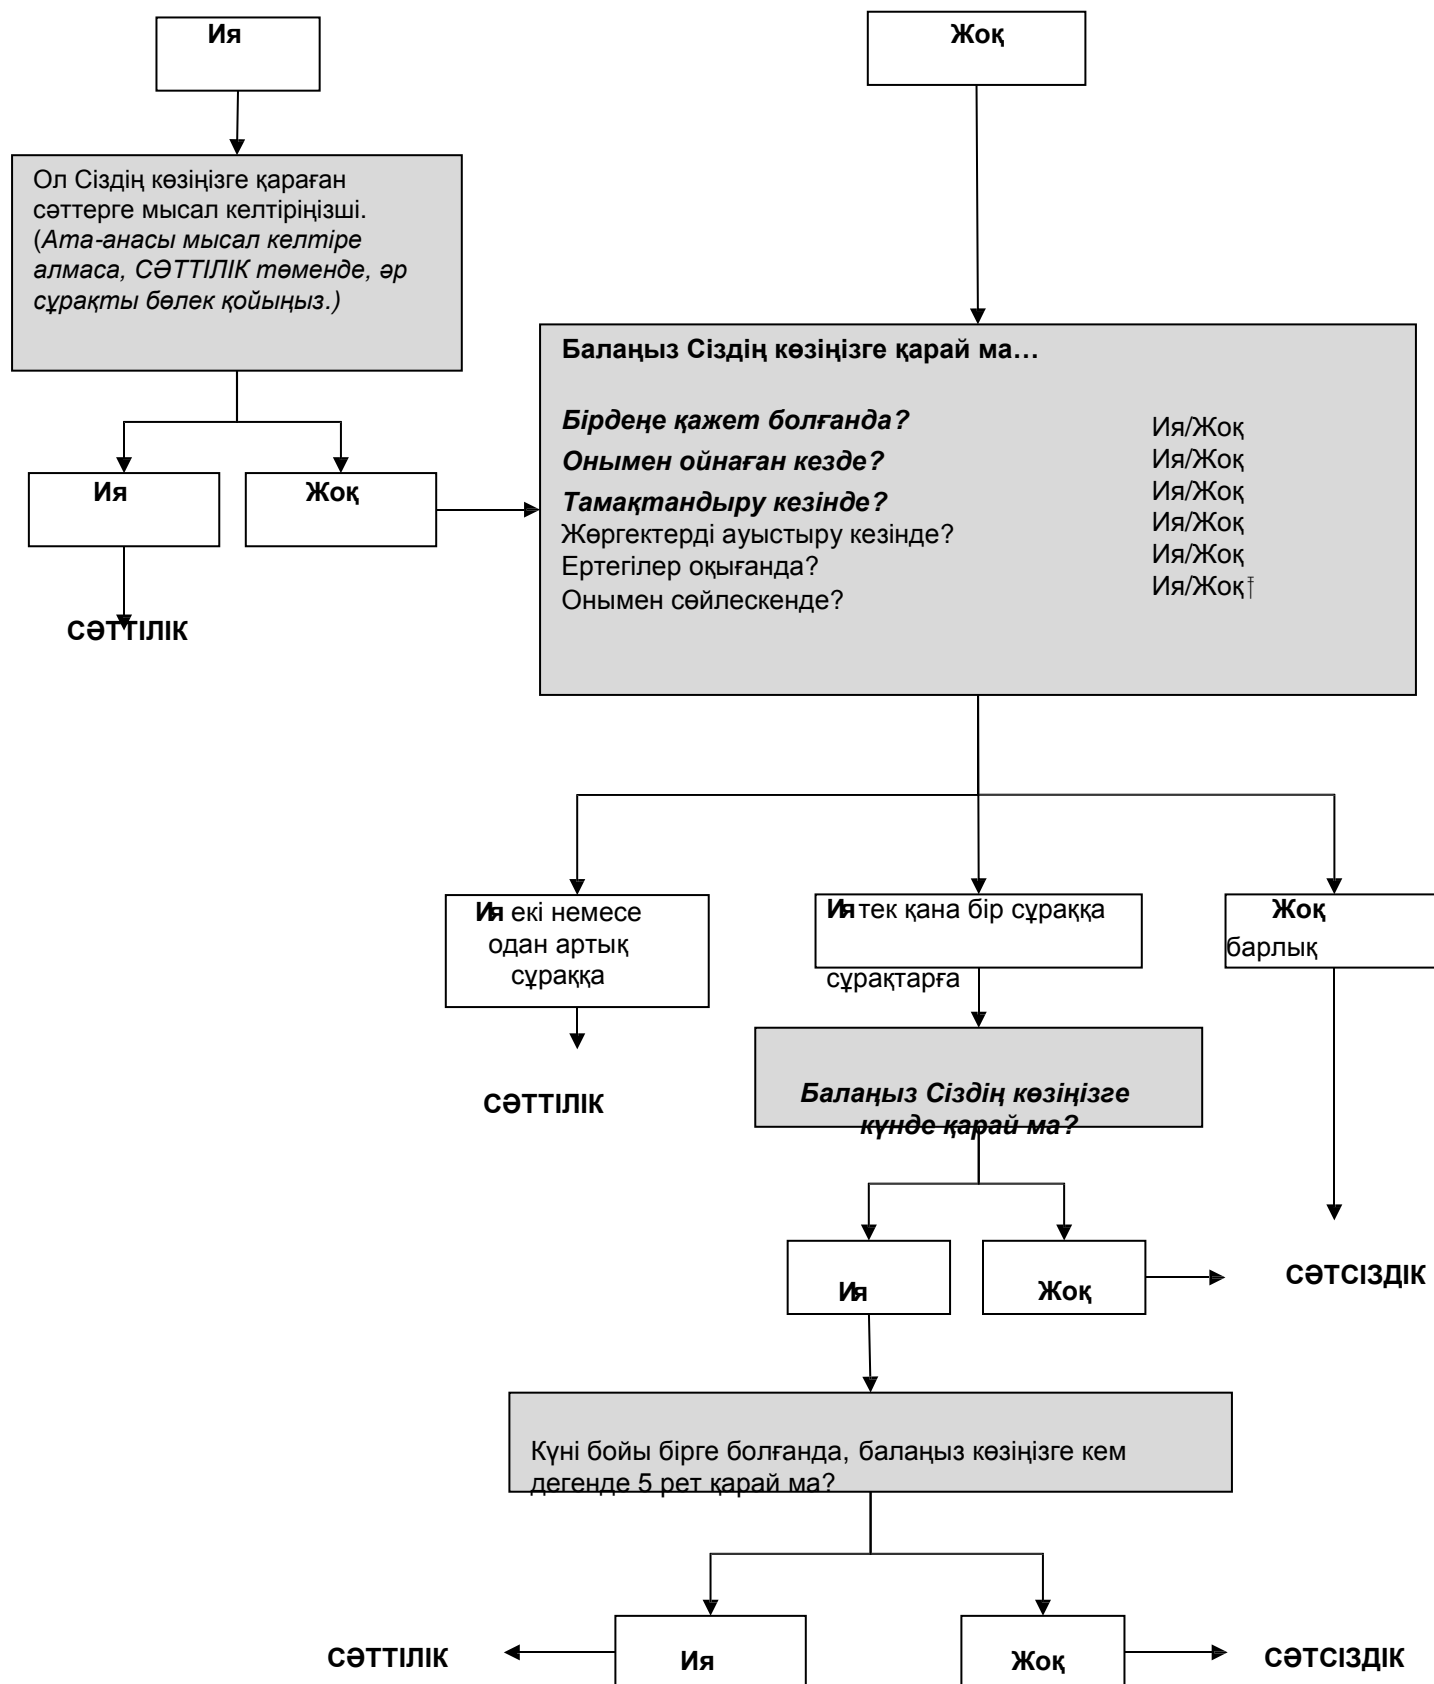 Ия
Жоқ
Ол Сіздің көзіңізге қараған
сәттерге мысал келтіріңізші.
(Ата-анасы мысал келтіре
алмаса, СӘТТІЛІК төменде, әр
сұрақты бөлек қойыңыз.)
Ия
Жоқ
СӘТТІЛІК
Балаңыз Сіздің көзіңізге қарай ма…
Бірдеңе қажет болғанда? Ия/Жоқ
Онымен ойнаған кезде? Ия/Жоқ
Тамақтандыру кезінде? Ия/Жоқ
Жөргектерді ауыстыру кезінде? Ия/Жоқ
Ертегілер оқығанда? Ия/Жоқ
Онымен сөйлескенде? Ия/Жоқ†
Ия екі немесе
одан артық
сұраққа
СӘТТІЛІК
Ия тек қана бір сұраққа
сұрақтарға
Жоқ
барлық
Балаңыз Сіздің көзіңізге
күнде қарай ма?
Ия
Жоқ
СӘТСІЗДІК
Күні бойы бірге болғанда, балаңыз көзіңізге кем
дегенде 5 рет қарай ма?
СӘТТІЛІК
Ия
Жоқ
СӘТСІЗДІК